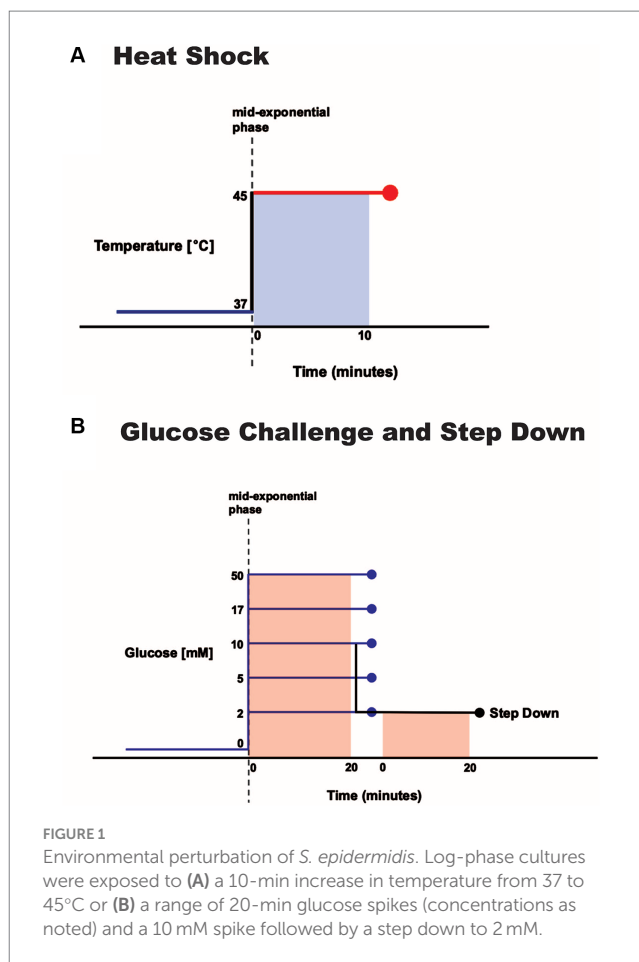 A Heat Shock
mid-exponential
phase
45
Temperature [°C]
37
0 10
Time (minutes)
B Glucose Challenge and Step Down
mid-exponential
phase
50
17
10
Glucose [mM]
5
2
Step Down
0
0 20 0 20
Time (minutes)
FIGURE 1
Environmental perturbation of S. epidermidis. Log-phase cultures
were exposed to (A) a 10-min increase in temperature from 37 to
45°C or (B) a range of 20-min glucose spikes (concentrations as
noted) and a 10 mM spike followed by a step down to 2 mM.